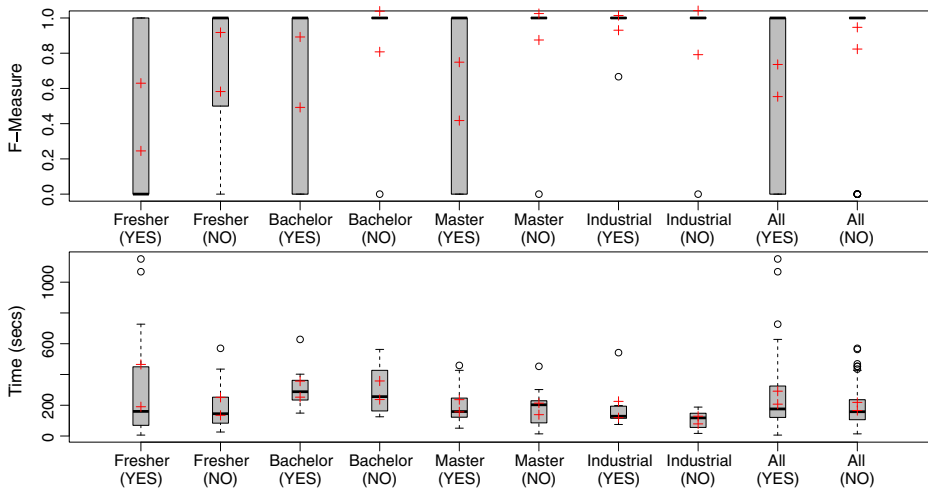 F−Measure
1.0
0.8
0.6
0.4
0.2
0.0
Fresher Fresher Bachelor Bachelor Master Master Industrial Industrial All All
(YES) (NO) (YES) (NO) (YES) (NO) (YES) (NO) (YES) (NO)
Time (secs)
1000
600
200
0
Fresher Fresher Bachelor Bachelor Master Master Industrial Industrial All All
(YES) (NO) (YES) (NO) (YES) (NO) (YES) (NO) (YES) (NO)